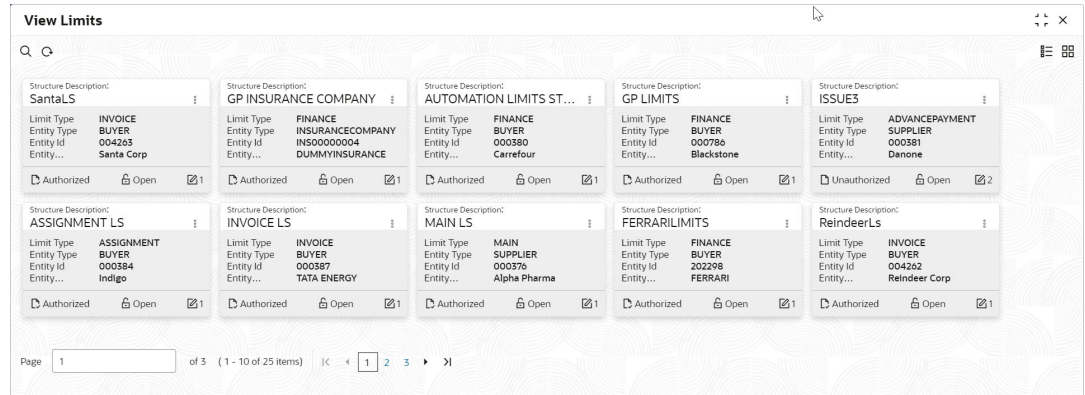 View Limits
Structure Description:
SantaLS
Limit Type INVOICE
Entity Type BUYER
Entity Id 004263
Entity... Santa Corp
Authorized Open 1
Structure Description:
GP INSURANCE COMPANY
Limit Type FINANCE
Entity Type INSURANCECOMPANY
Entity Id INS00000004
Entity... DUMMYINSURANCE
Authorized Open 1
Structure Description:
AUTOMATION LIMITS ST...
Limit Type FINANCE
Entity Type BUYER
Entity Id 000380
Entity... Carrefour
Authorized Open 1
Structure Description:
GP LIMITS
Limit Type FINANCE
Entity Type BUYER
Entity Id 000786
Entity... Blackstone
Authorized Open 1
Structure Description:
ISSUE3
Limit Type ADVANCEPAYMENT
Entity Type SUPPLIER
Entity Id 000381
Entity... Danone
Unauthorized Open 2
Structure Description:
ASSIGNMENT LS
Limit Type ASSIGNMENT
Entity Type BUYER
Entity Id 000384
Entity... Indigo
Authorized Open 1
Structure Description:
INVOICE LS
Limit Type INVOICE
Entity Type BUYER
Entity Id 000387
Entity... TATA ENERGY
Authorized Open 1
Structure Description:
MAIN LS
Limit Type MAIN
Entity Type SUPPLIER
Entity Id 000376
Entity... Alpha Pharma
Authorized Open 1
Structure Description:
FERRARILIMITS
Limit Type FINANCE
Entity Type BUYER
Entity Id 202298
Entity... FERRARI
Authorized Open 1
Structure Description:
ReindeerLs
Limit Type INVOICE
Entity Type BUYER
Entity Id 004262
Entity... Reindeer Corp
Authorized Open 1
Page 1 of 3 (1 - 10 of 25 items) 1 2 3